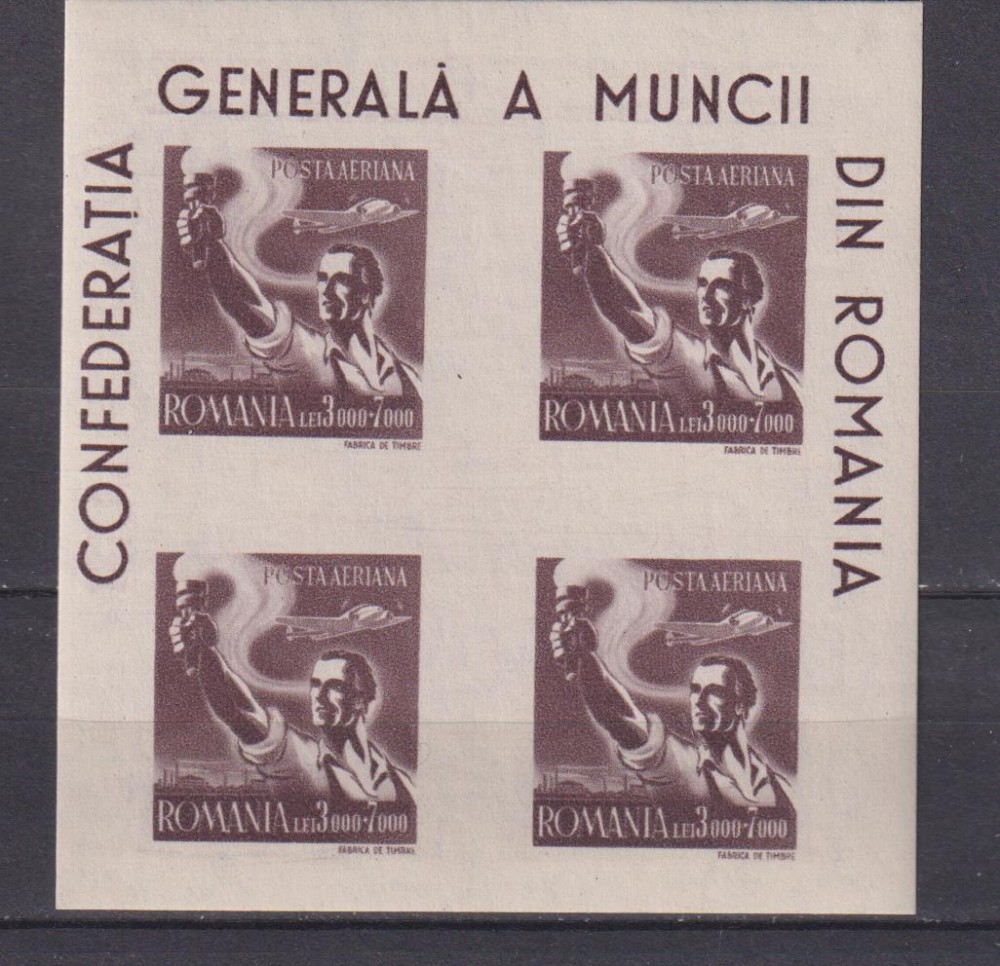 CONFEDERAȚIA
GENERALĂ A MUNCII
DIN ROMANIA
POSTA AERIANA
ROMANIA LEI 3000+7000
FABRICA DE TIMBRE
POSTA AERIANA
ROMANIA LEI 3000+7000
FABRICA DE TIMBRE
POSTA AERIANA
ROMANIA LEI 3000+7000
FABRICA DE TIMBRE
POSTA AERIANA
ROMANIA LEI 3000+7000
FABRICA DE TIMBRE